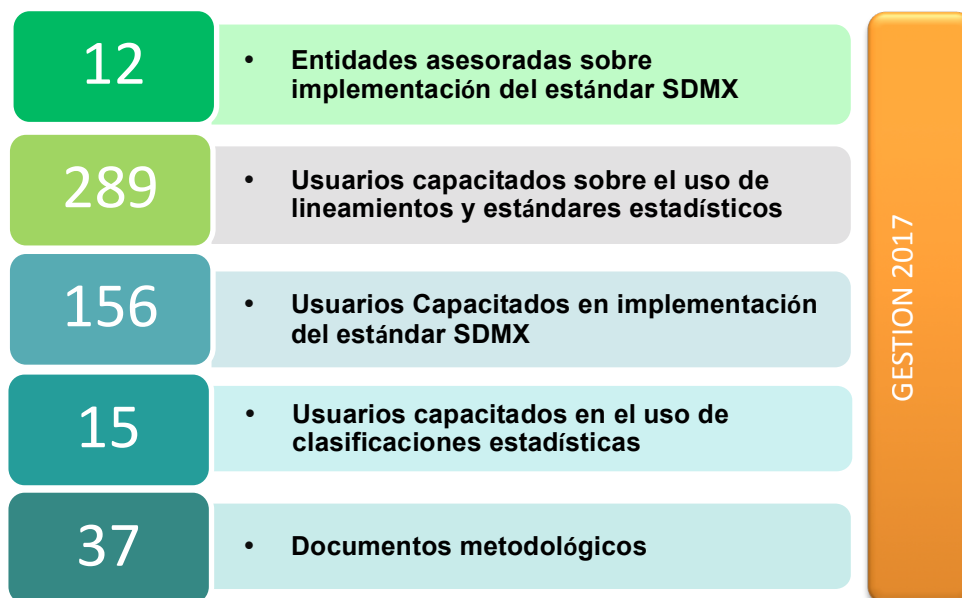 12
• Entidades asesoradas sobre
implementación del estándar SDMX
289
• Usuarios capacitados sobre el uso de
lineamientos y estándares estadísticos
156
• Usuarios Capacitados en implementación
del estándar SDMX
15
• Usuarios capacitados en el uso de
clasificaciones estadísticas
37
• Documentos metodológicos
GESTION 2017